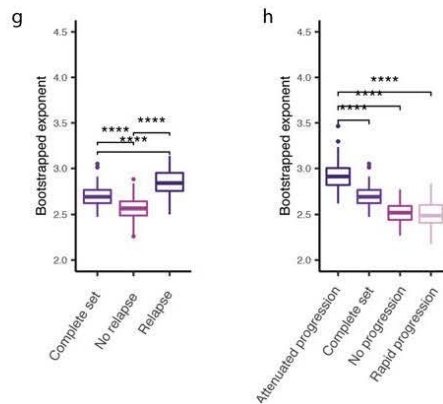 g
Bootstrapped exponent
4.5
4.0
3.5
3.0
2.5
2.0
****
****
****
Complete set
No relapse
Relapse
h
Bootstrapped exponent
4.5
4.0
3.5
3.0
2.5
2.0
****
****
****
Attenuated progression
Complete set
No progression
Rapid progression